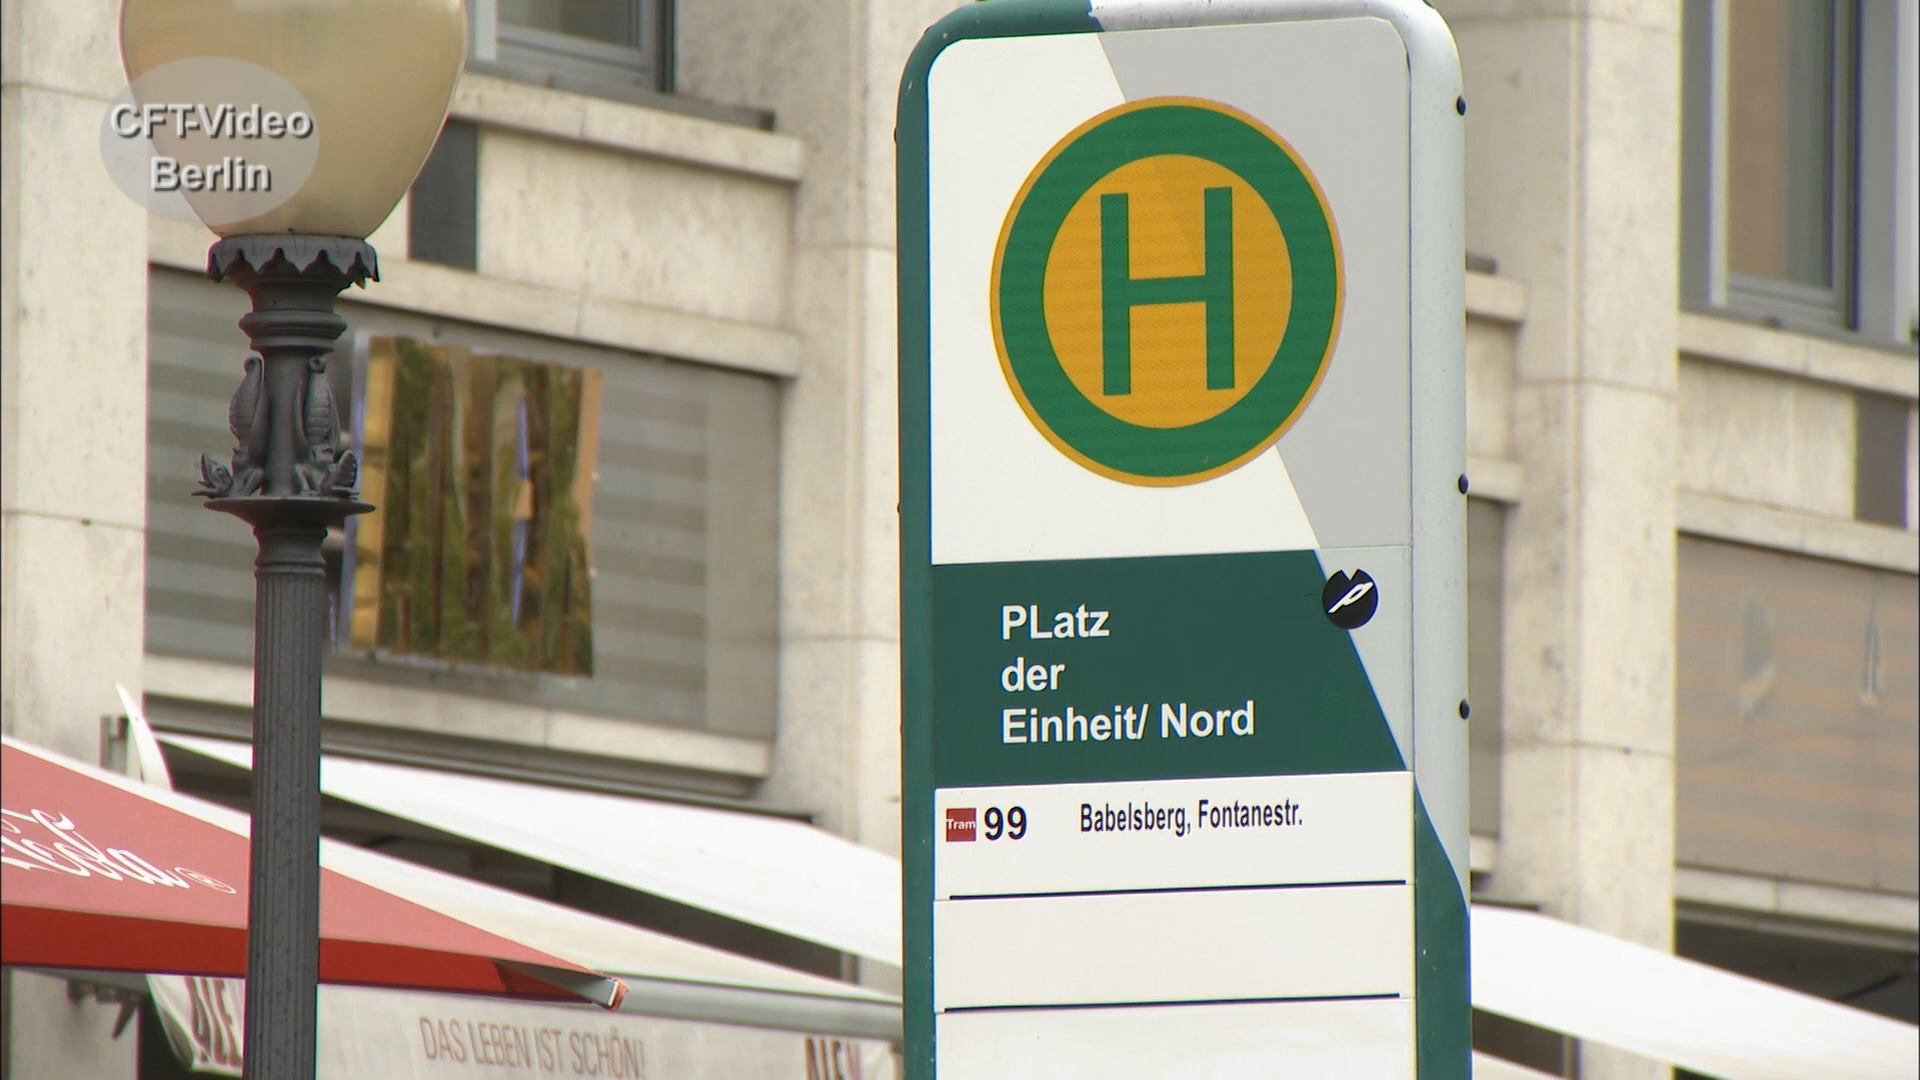 CFT-Video
Berlin
H
PLatz
der
Einheit/ Nord
Tram 99 Babelsberg, Fontanestr.
DAS LEBEN IST SCHÖN!